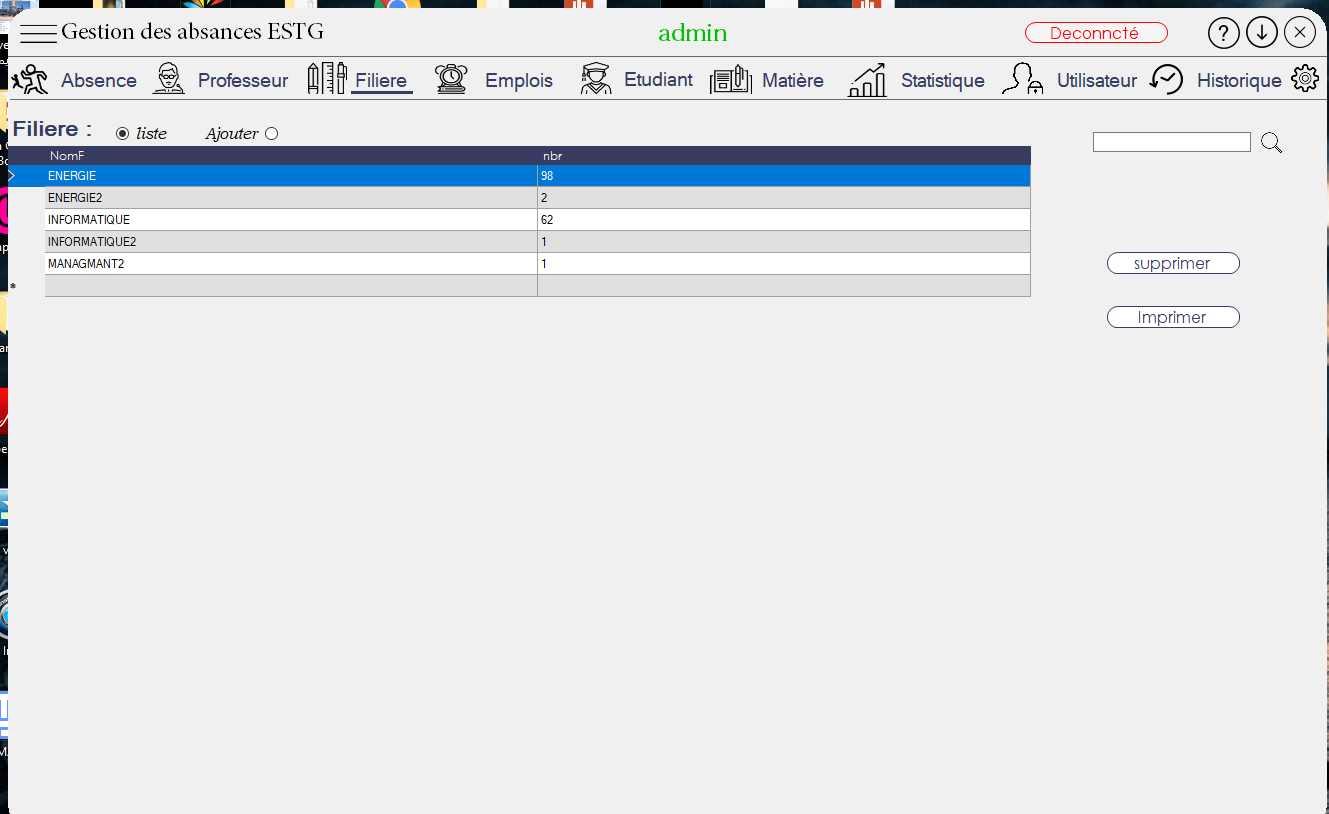 Gestion des absances ESTG
admin
Deconncté
?
Absence
Professeur
Filiere
Emplois
Etudiant
Matière
Statistique
Utilisateur
Historique
Filiere :
liste
Ajouter
NomF nbr
ENERGIE 98
ENERGIE2 2
INFORMATIQUE 62
INFORMATIQUE2 1
MANAGMANT2 1
*
supprimer
Imprimer